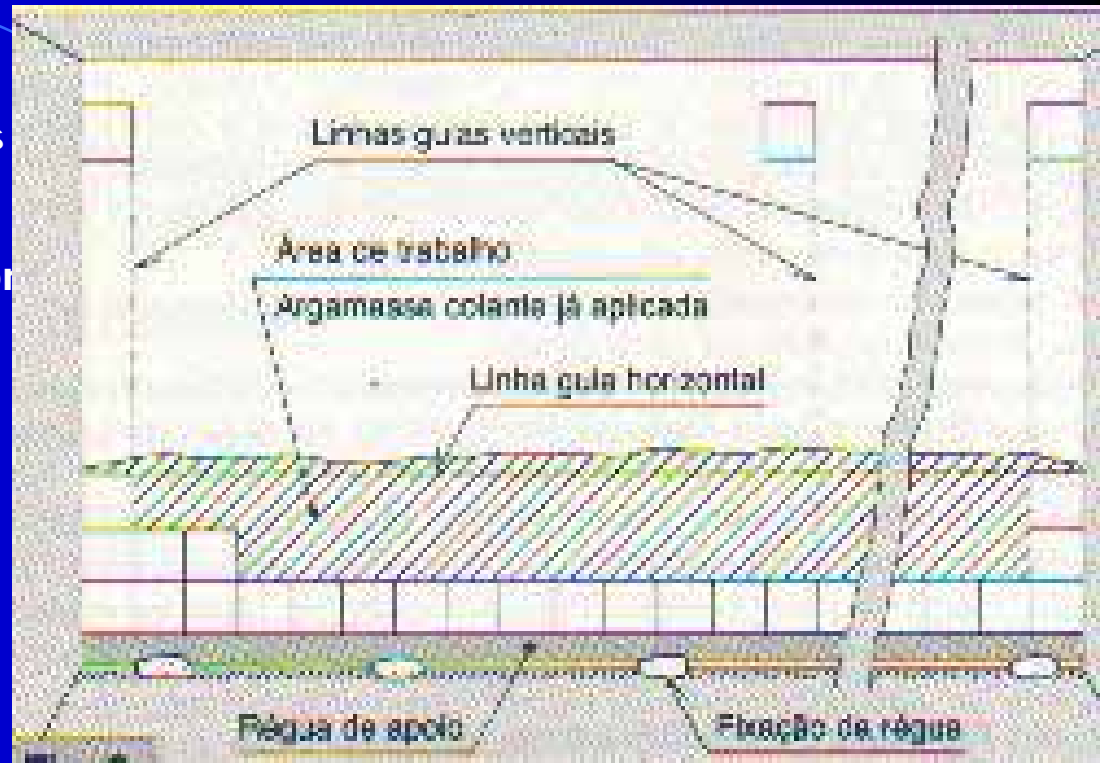 Linhas guias verticais
Área de trabalho
Argamassa colante já aplicada
Linha guia horizontal
Régua de apoio
Fixação da régua